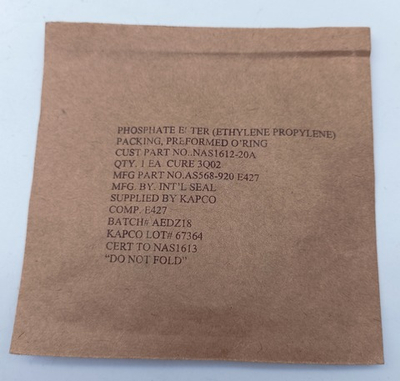 PHOSPHATE E TER (ETHYLENE PROPYLENE)
PACKING, PREFORMED O'RING
CUST PART NO..NAS1612-20A
QTY. 1 EA. CURE 3Q02
MFG PART NO.AS568-920 E427
MFG. BY. INT'L SEAL
SUPPLIED BY KAPCO
COMP. E427
BATCH# AEDZ18
KAPCO LOT# 67364
CERT TO NAS1613
"DO NOT FOLD"